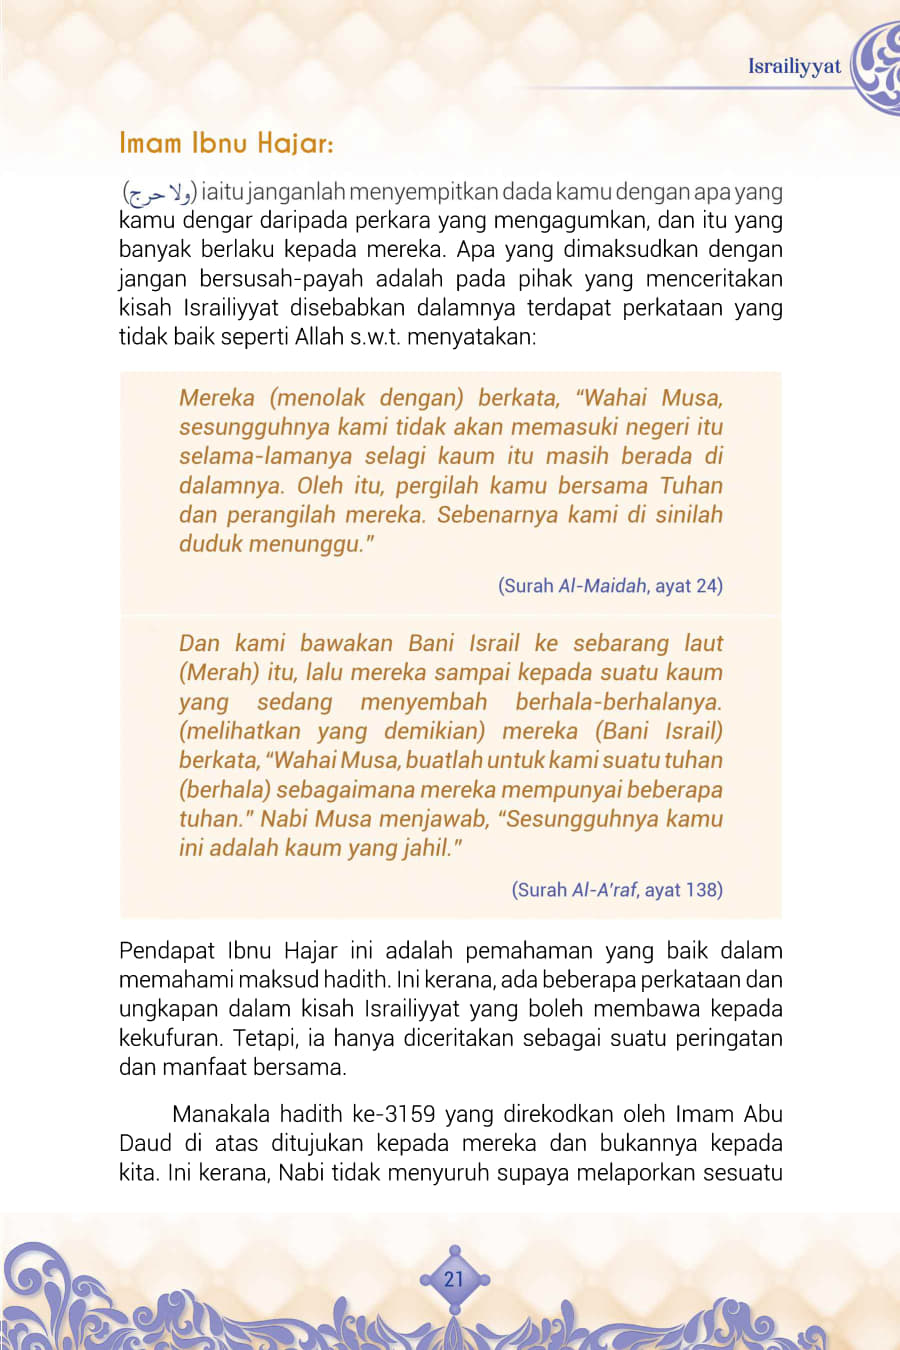 Israiliyyat
Imam Ibnu Hajar:
(ولا حرج) iaitu janganlah menyempitkan dada kamu dengan apa yang
kamu dengar daripada perkara yang mengagumkan, dan itu yang
banyak berlaku kepada mereka. Apa yang dimaksudkan dengan
jangan bersusah-payah adalah pada pihak yang menceritakan
kisah Israiliyyat disebabkan dalamnya terdapat perkataan yang
tidak baik seperti Allah s.w.t. menyatakan:
Mereka (menolak dengan) berkata, “Wahai Musa,
sesungguhnya kami tidak akan memasuki negeri itu
selama-lamanya selagi kaum itu masih berada di
dalamnya. Oleh itu, pergilah kamu bersama Tuhan
dan perangilah mereka. Sebenarnya kami di sinilah
duduk menunggu.”
(Surah Al-Maidah, ayat 24)
Dan kami bawakan Bani Israil ke sebarang laut
(Merah) itu, lalu mereka sampai kepada suatu kaum
yang sedang menyembah berhala-berhalanya.
(melihatkan yang demikian) mereka (Bani Israil)
berkata, “Wahai Musa, buatlah untuk kami suatu tuhan
(berhala) sebagaimana mereka mempunyai beberapa
tuhan.” Nabi Musa menjawab, “Sesungguhnya kamu
ini adalah kaum yang jahil.”
(Surah Al-A’raf, ayat 138)
Pendapat Ibnu Hajar ini adalah pemahaman yang baik dalam
memahami maksud hadith. Ini kerana, ada beberapa perkataan dan
ungkapan dalam kisah Israiliyyat yang boleh membawa kepada
kekufuran. Tetapi, ia hanya diceritakan sebagai suatu peringatan
dan manfaat bersama.
Manakala hadith ke-3159 yang direkodkan oleh Imam Abu
Daud di atas ditujukan kepada mereka dan bukannya kepada
kita. Ini kerana, Nabi tidak menyuruh supaya melaporkan sesuatu
21